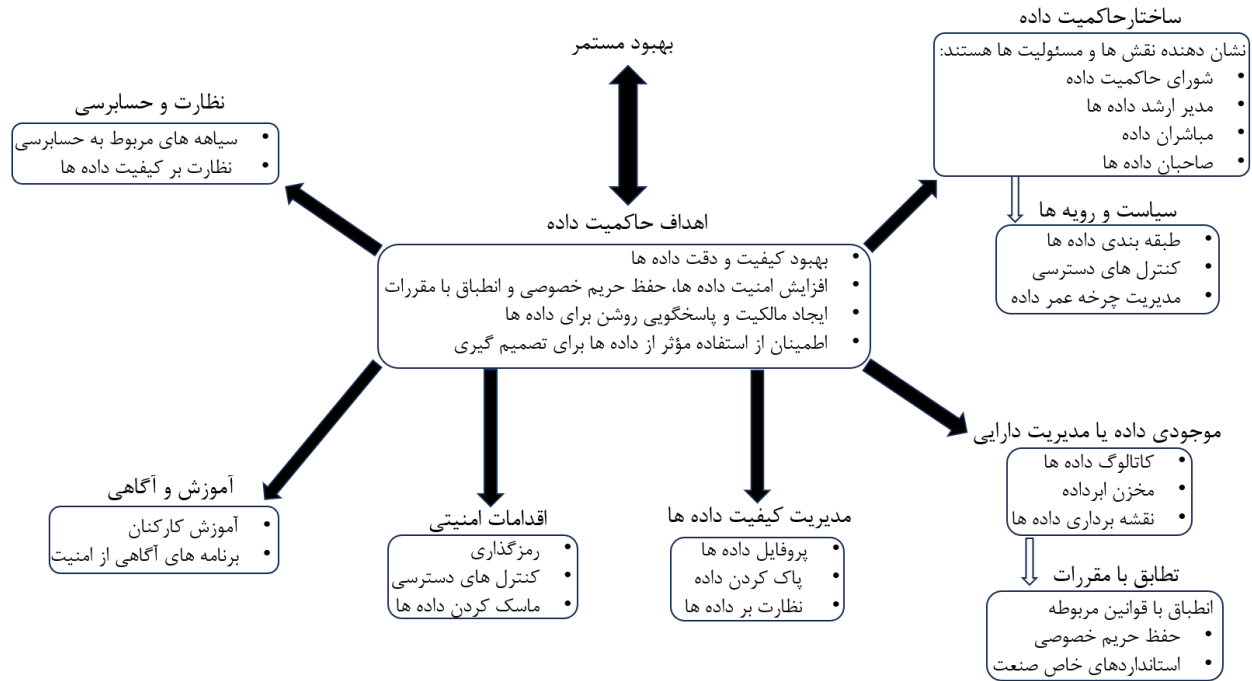 ساختارحاکمیت داده
نشان دهنده نقش ها و مسئولیت ها هستند:
• شورای حاکمیت داده
• مدیر ارشد داده ها
• مباشران داده
• صاحبان داده ها
بهبود مستمر
نظارت و حسابرسی
• سیاهه های مربوط به حسابرسی
• نظارت بر کیفیت داده ها
سیاست و رویه ها
• طبقه بندی داده ها
• کنترل های دسترسی
• مدیریت چرخه عمر داده
اهداف حاکمیت داده
• بهبود کیفیت و دقت داده ها
• افزایش امنیت داده ها، حفظ حریم خصوصی و انطباق با مقررات
• ایجاد مالکیت و پاسخگویی روشن برای داده ها
• اطمینان از استفاده مؤثر از داده ها برای تصمیم گیری
موجودی داده یا مدیریت دارایی
• کاتالوگ داده ها
• مخزن ابرداده
• نقشه برداری داده ها
مدیریت کیفیت داده ها
• پروفایل داده ها
• پاک کردن داده
• نظارت بر داده ها
اقدامات امنیتی
• رمزگذاری
• کنترل های دسترسی
• ماسک کردن داده ها
آموزش و آگاهی
• آموزش کارکنان
• برنامه های آگاهی از امنیت
تطابق با مقررات
انطباق با قوانین مربوطه
• حفظ حریم خصوصی
• استانداردهای خاص صنعت